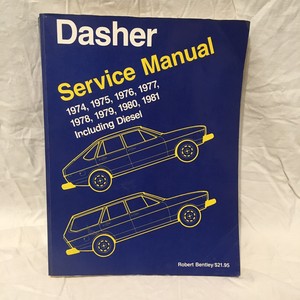 Dasher
Service Manual
1974, 1975, 1976, 1977,
1978, 1979, 1980, 1981
Including Diesel
Robert Bentley/$21.95